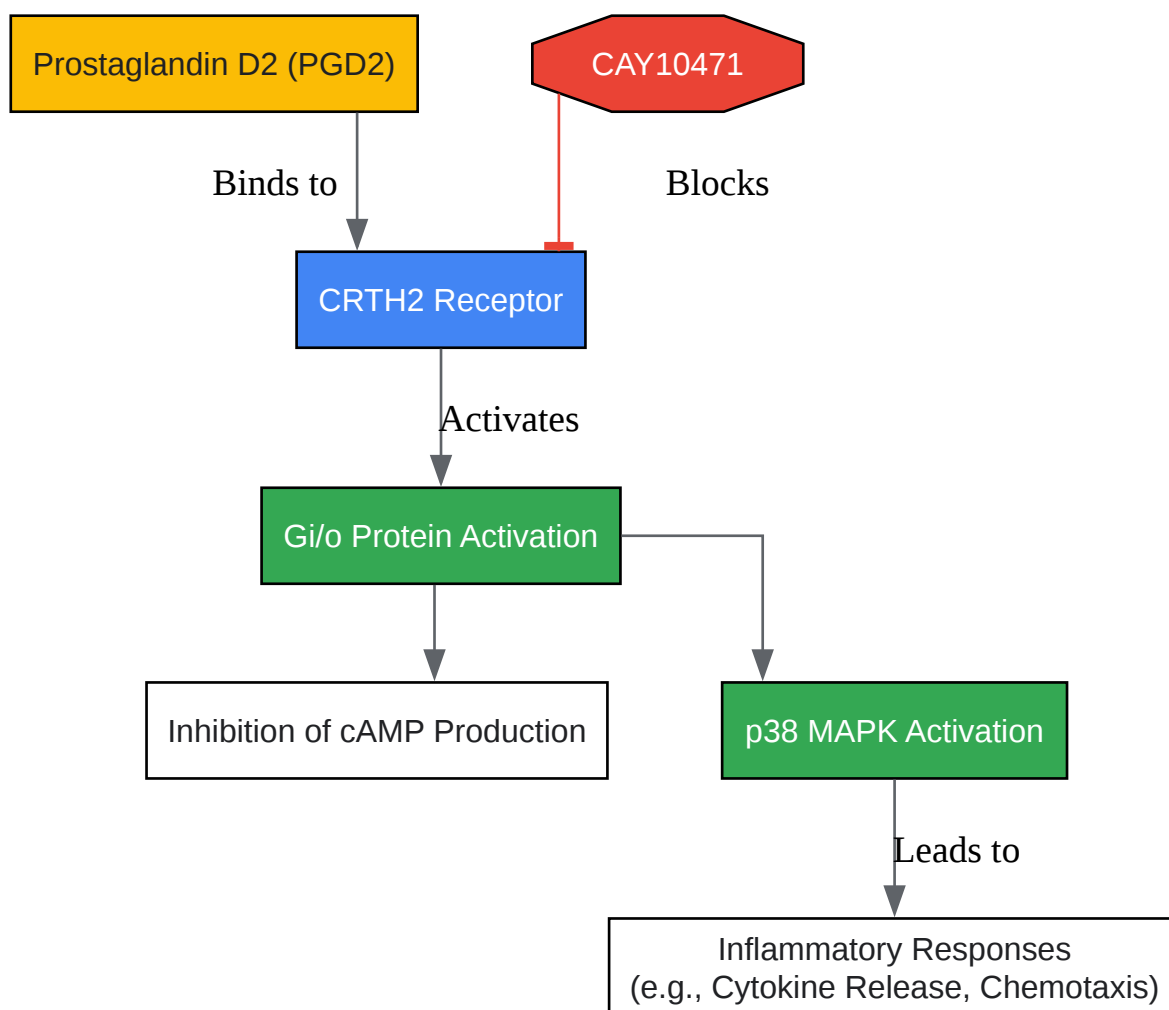 Prostaglandin D2 (PGD2)
CAY10471
Binds to
Blocks
CRTH2 Receptor
Activates
Gi/o Protein Activation
Inhibition of cAMP Production
p38 MAPK Activation
Leads to
Inflammatory Responses
(e.g., Cytokine Release, Chemotaxis)